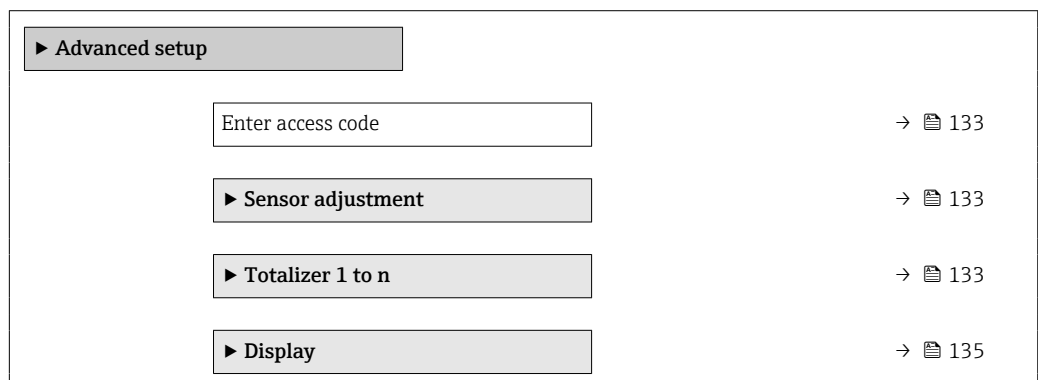 ▶ Advanced setup
Enter access code → 133
▶ Sensor adjustment → 133
▶ Totalizer 1 to n → 133
▶ Display → 135